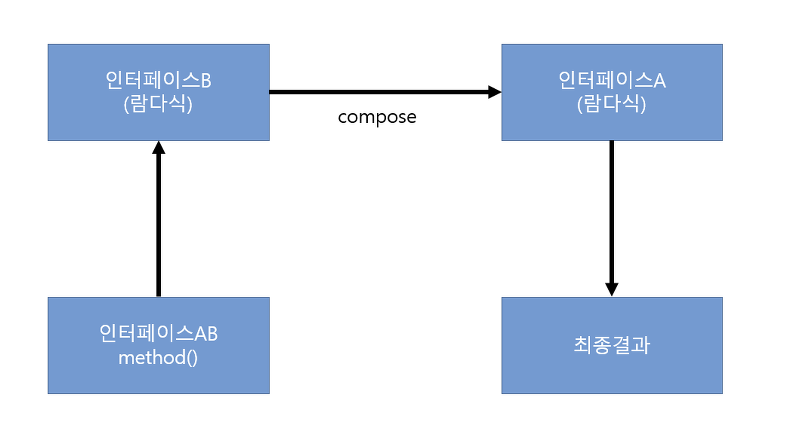 인터페이스B
(람다식)
compose
인터페이스A
(람다식)
인터페이스AB
method()
최종결과